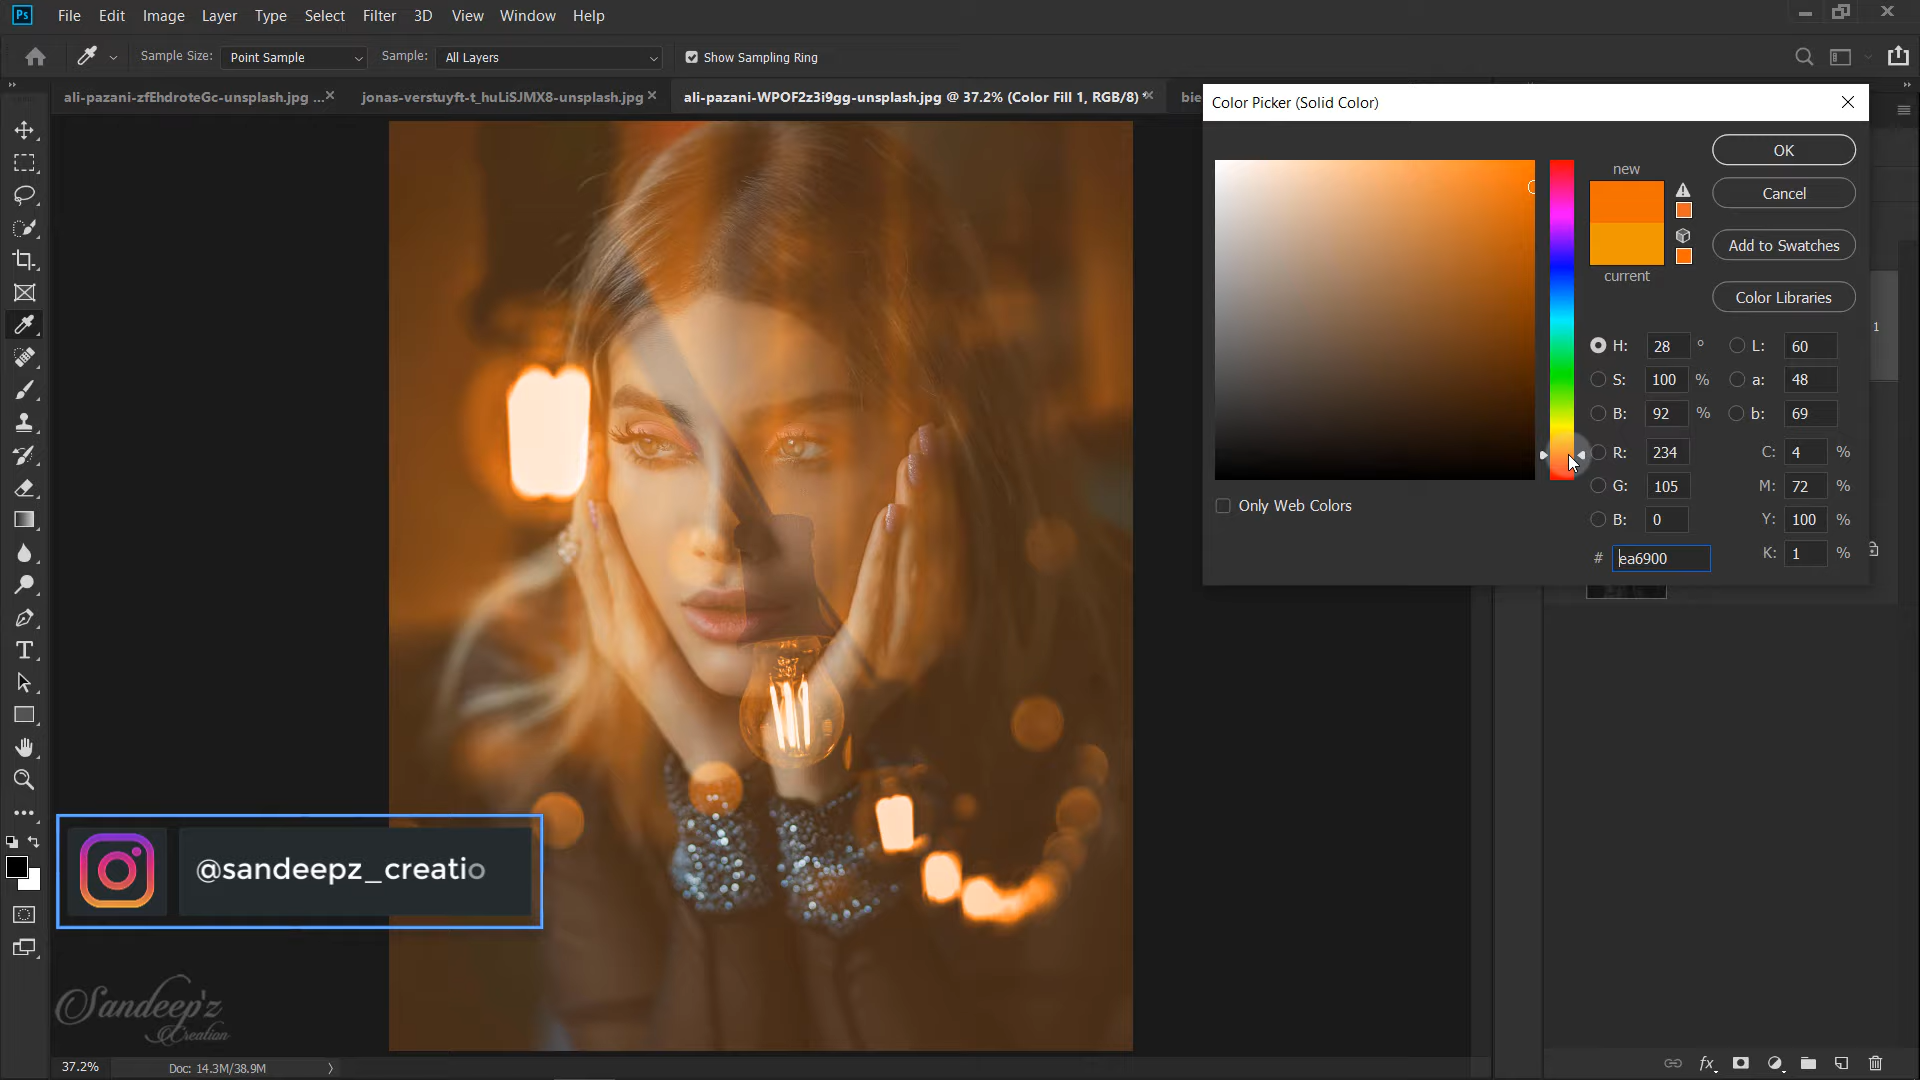 Ps File Edit Image Layer Type Select Filter 3D View Window Help
Sample Size: Point Sample Sample: All Layers Show Sampling Ring
ali-pazani-zfEhdroteGc-unsplash.jpg ... jonas-verstuyft-t_huLiSJMX8-unsplash.jpg ali-pazani-WPOF2z3i9gg-unsplash.jpg @ 37.2% (Color Fill 1, RGB/8) * bie
Color Picker (Solid Color)
new
current
OK
Cancel
Add to Swatches
Color Libraries
H: 28 ° L: 60
S: 100 % a: 48
B: 92 % b: 69
R: 234 C: 4 %
G: 105 M: 72 %
B: 0 Y: 100 %
# ea6900 K: 1 %
Only Web Colors
1
@sandeepz_creatio
Sandeep'z
Creation
37.2% Doc: 14.3M/38.9M
fx